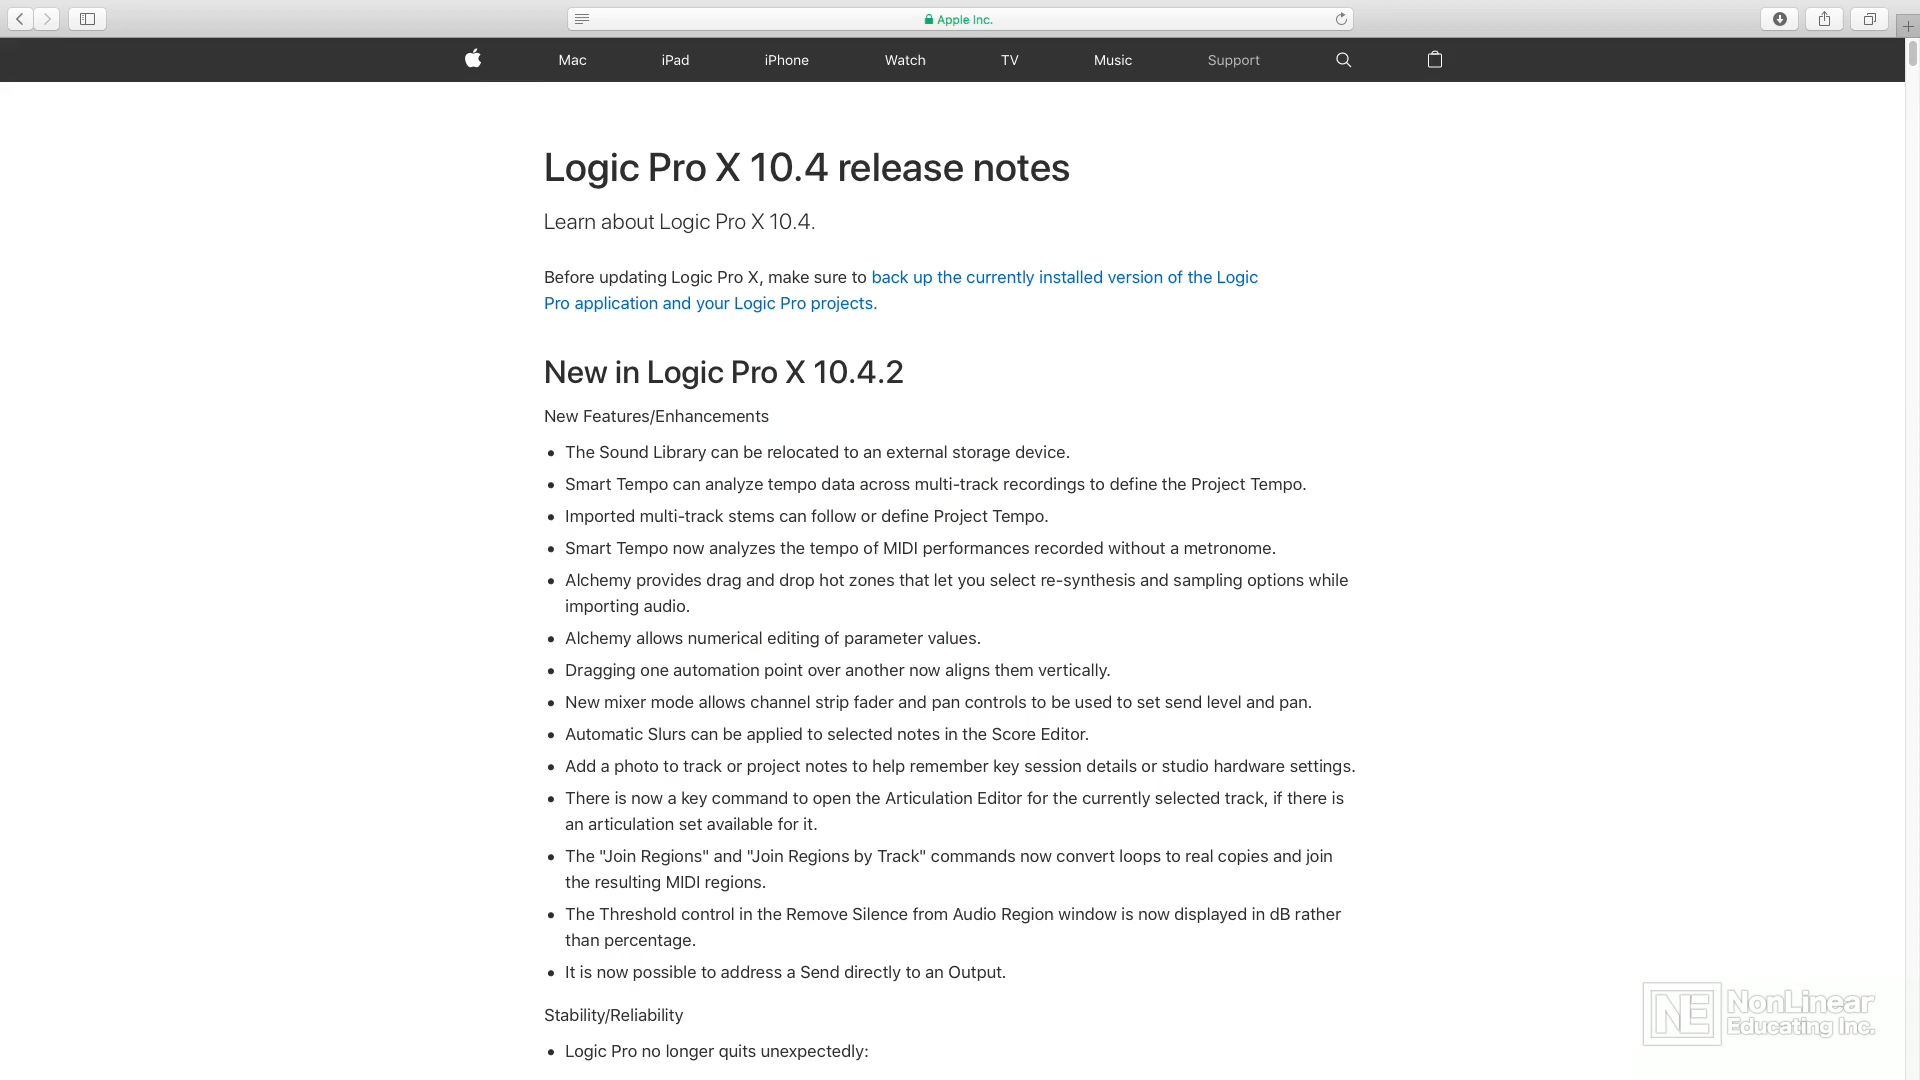 Apple Inc.
Mac iPad iPhone Watch TV Music Support
Logic Pro X 10.4 release notes
Learn about Logic Pro X 10.4.
Before updating Logic Pro X, make sure to back up the currently installed version of the Logic
Pro application and your Logic Pro projects.
New in Logic Pro X 10.4.2
New Features/Enhancements
• The Sound Library can be relocated to an external storage device.
• Smart Tempo can analyze tempo data across multi-track recordings to define the Project Tempo.
• Imported multi-track stems can follow or define Project Tempo.
• Smart Tempo now analyzes the tempo of MIDI performances recorded without a metronome.
• Alchemy provides drag and drop hot zones that let you select re-synthesis and sampling options while
importing audio.
• Alchemy allows numerical editing of parameter values.
• Dragging one automation point over another now aligns them vertically.
• New mixer mode allows channel strip fader and pan controls to be used to set send level and pan.
• Automatic Slurs can be applied to selected notes in the Score Editor.
• Add a photo to track or project notes to help remember key session details or studio hardware settings.
• There is now a key command to open the Articulation Editor for the currently selected track, if there is
an articulation set available for it.
• The "Join Regions" and "Join Regions by Track" commands now convert loops to real copies and join
the resulting MIDI regions.
• The Threshold control in the Remove Silence from Audio Region window is now displayed in dB rather
than percentage.
• It is now possible to address a Send directly to an Output.
Stability/Reliability
• Logic Pro no longer quits unexpectedly:
NE NonLinear
Educating Inc.